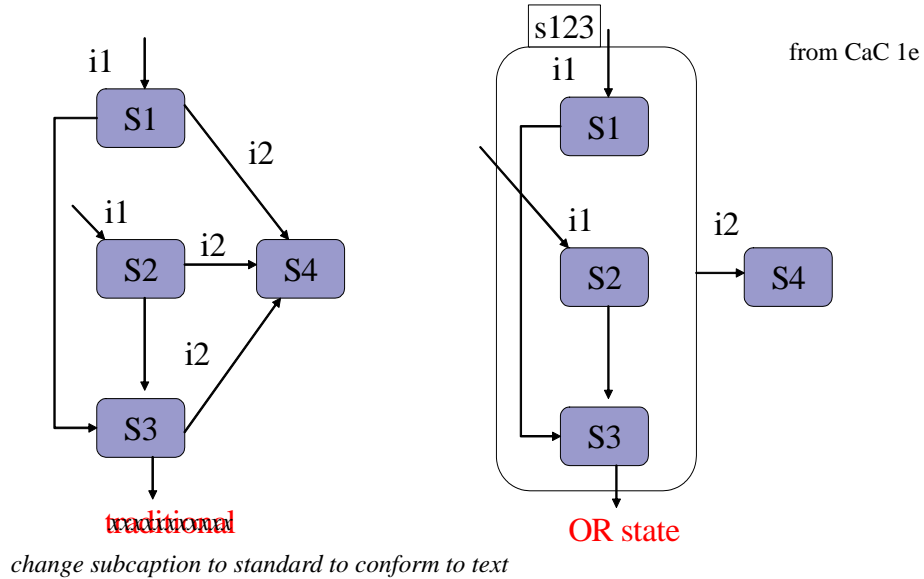 s123
from CaC 1e
i1
i1
S1
S1
i2
i1
i1
i2
i2
S2
S4
S2
S4
i2
S3
S3
traditional
xxxxxxxxxxx
OR state
change subcaption to standard to conform to text